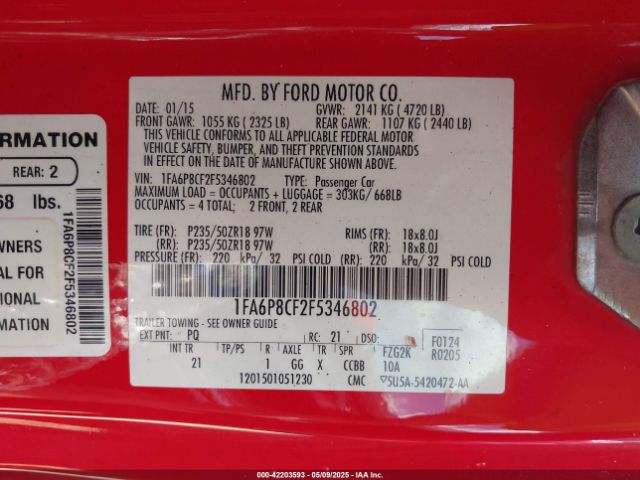 MFD. BY FORD MOTOR CO.
DATE: 01/15 GVWR: 2141 KG ( 4720 LB)
FRONT GAWR: 1055 KG ( 2325 LB) REAR GAWR: 1107 KG ( 2440 LB)
THIS VEHICLE CONFORMS TO ALL APPLICABLE FEDERAL MOTOR
VEHICLE SAFETY, BUMPER, AND THEFT PREVENTION STANDARDS
IN EFFECT ON THE DATE OF MANUFACTURE SHOWN ABOVE.
VIN: 1FA6P8CF2F5346802 TYPE: Passenger Car
MAXIMUM LOAD = OCCUPANTS + LUGGAGE = 303KG/ 668LB
OCCUPANTS = 4 TOTAL; 2 FRONT, 2 REAR
TIRE (FR): P235/50ZR18 97W RIMS (FR): 18x8.0J
(RR): P235/50ZR18 97W (RR): 18x8.0J
PRESSURE (FR): 220 kPa/ 32 PSI COLD (RR): 220 kPa/ 32 PSI COLD
1FA6P8CF2F5346802
TRAILER TOWING - SEE OWNER GUIDE
EXT PNT: PQ RC: 21 DSO: F0124
INT TR TP/PS R AXLE TR SPR FZG2K R0205
21 1 GG X CCBB 10A
1201501051230 CMC 5U5A-5420472-AA
FORMATION
REAR: 2
68 lbs.
1FA6P8CF2F5346802
OWNERS
AL FOR
IONAL
RMATION
000-42203593 - 05/09/2025 - IAAI, Inc.